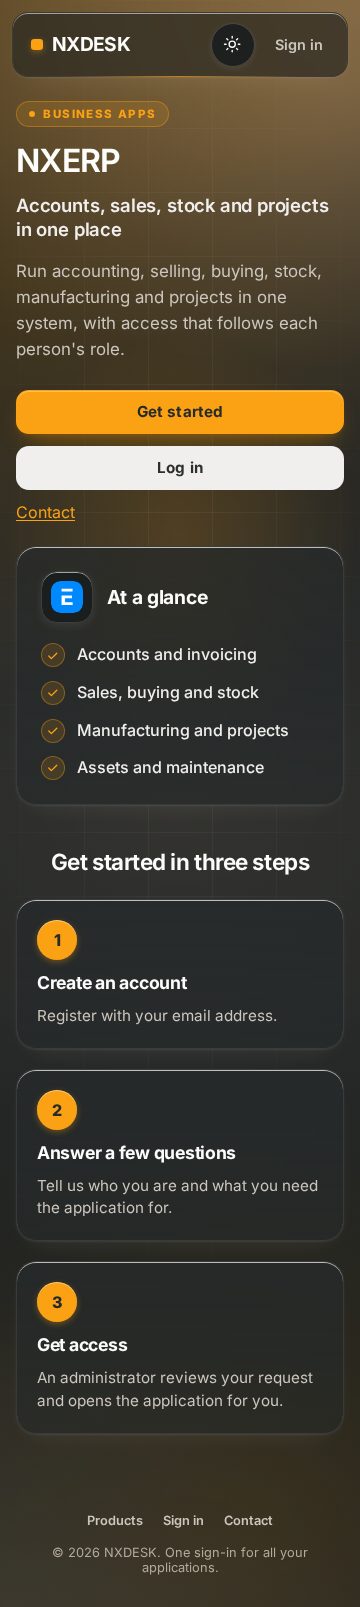 NXDESK
Sign in
BUSINESS APPS
NXERP
Accounts, sales, stock and projects
in one place
Run accounting, selling, buying, stock,
manufacturing and projects in one
system, with access that follows each
person's role.
Get started
Log in
Contact
At a glance
Accounts and invoicing
Sales, buying and stock
Manufacturing and projects
Assets and maintenance
Get started in three steps
1
Create an account
Register with your email address.
2
Answer a few questions
Tell us who you are and what you need
the application for.
3
Get access
An administrator reviews your request
and opens the application for you.
Products Sign in Contact
© 2026 NXDESK. One sign-in for all your
applications.